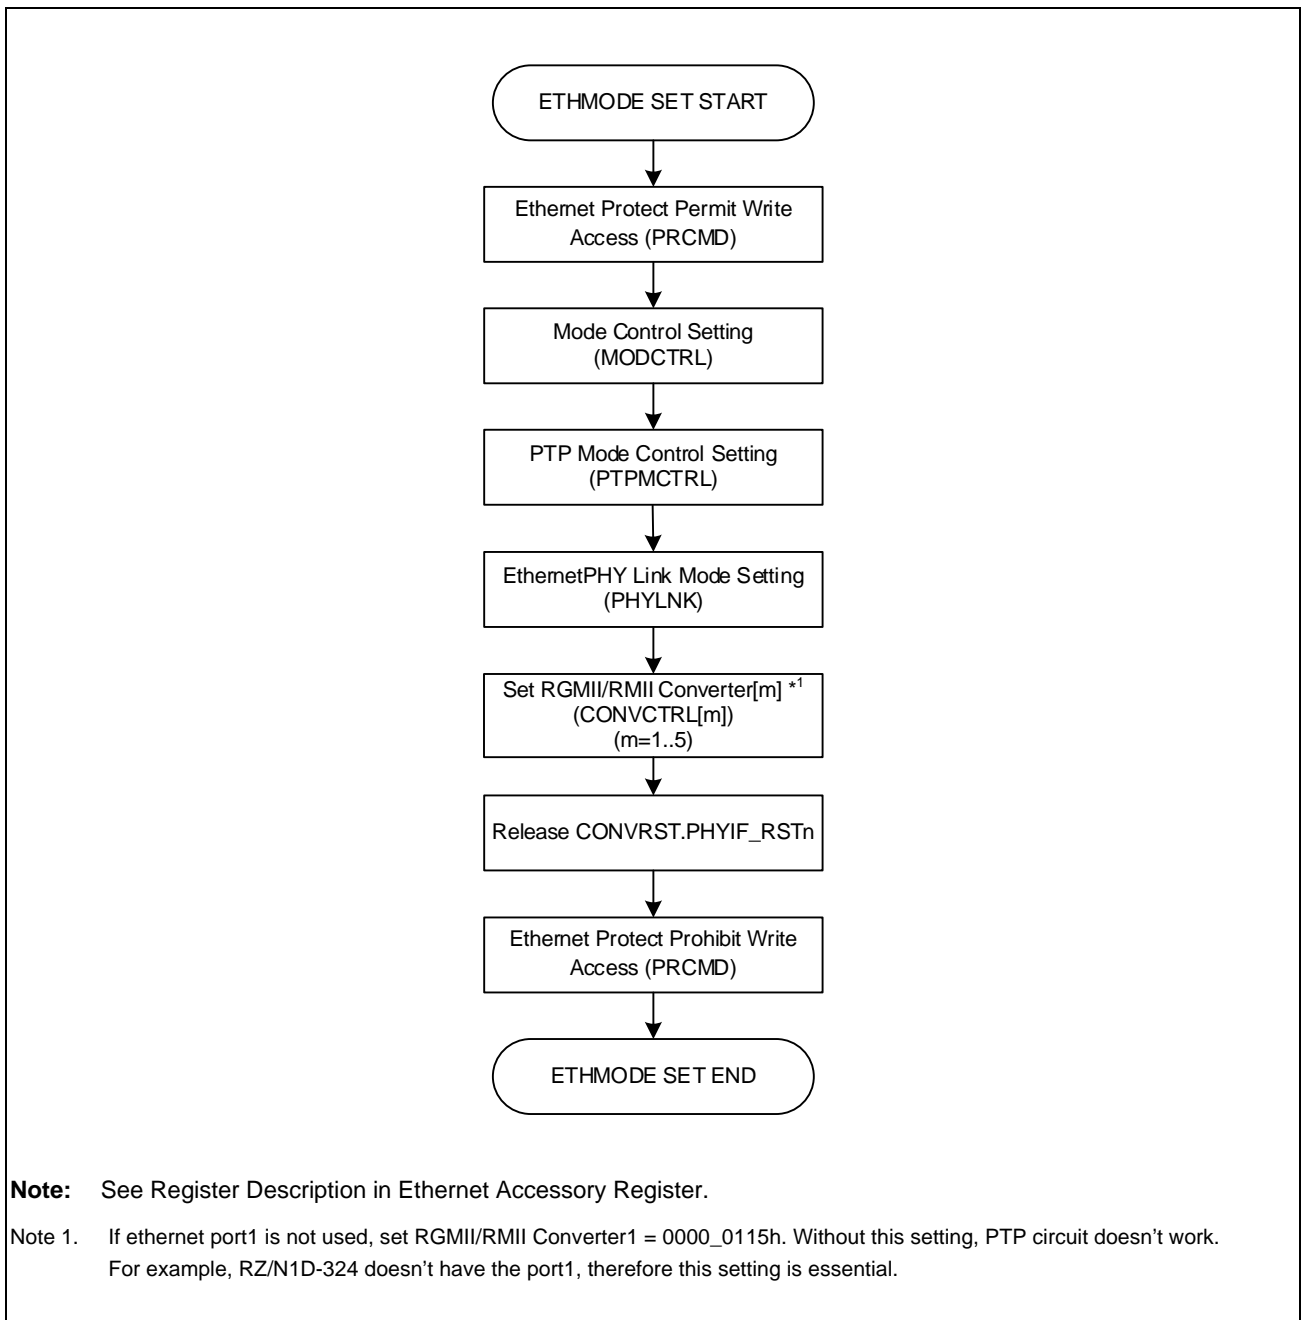 ETHMODE SET START
Ethernet Protect Permit Write
Access (PRCMD)
Mode Control Setting
(MODCTRL)
PTP Mode Control Setting
(PTPMCTRL)
EthernetPHY Link Mode Setting
(PHYLNK)
Set RGMII/RMII Converter[m] *1
(CONVCTRL[m])
(m=1..5)
Release CONVRST.PHYIF_RSTn
Ethernet Protect Prohibit Write
Access (PRCMD)
ETHMODE SET END
Note: See Register Description in Ethernet Accessory Register.
Note 1. If ethernet port1 is not used, set RGMII/RMII Converter1 = 0000_0115h. Without this setting, PTP circuit doesn't work.
For example, RZ/N1D-324 doesn't have the port1, therefore this setting is essential.